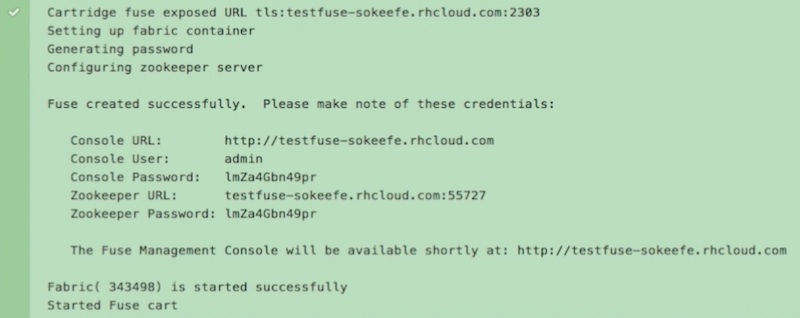 Cartridge fuse exposed URL tls:testfuse-sokeefe.rhcloud.com:2303
Setting up fabric container
Generating password
Configuring zookeeper server
Fuse created successfully.  Please make note of these credentials:
Console URL: http://testfuse-sokeefe.rhcloud.com
Console User: admin
Console Password: lmZa4Gbn49pr
Zookeeper URL: testfuse-sokeefe.rhcloud.com:55727
Zookeeper Password: lmZa4Gbn49pr
The Fuse Management Console will be available shortly at: http://testfuse-sokeefe.rhcloud.com
Fabric( 343498) is started successfully
Started Fuse cart